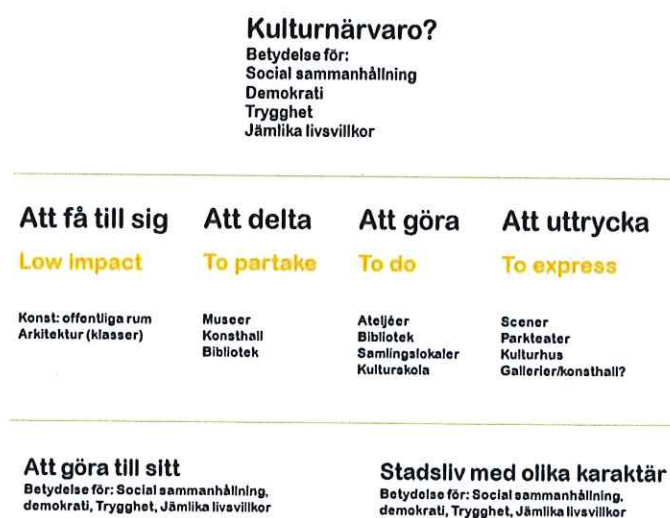 Kulturnärvaro?
Betydelse för:
Social sammanhållning
Demokrati
Trygghet
Jämlika livsvillkor
Att få till sig
Low impact
Konst: offentliga rum
Arkitektur (klasser)
Att delta
To partake
Museer
Konsthall
Bibliotek
Att göra
To do
Ateljéer
Bibliotek
Samlingslokaler
Kulturskola
Att uttrycka
To express
Scener
Parkteater
Kulturhus
Gallerier/konsthall?
Att göra till sitt
Betydelse för: Social sammanhållning,
demokrati, Trygghet, Jämlika livsvillkor
Stadsliv med olika karaktär
Betydelse för: Social sammanhållning,
demokrati, Trygghet, Jämlika livsvillkor